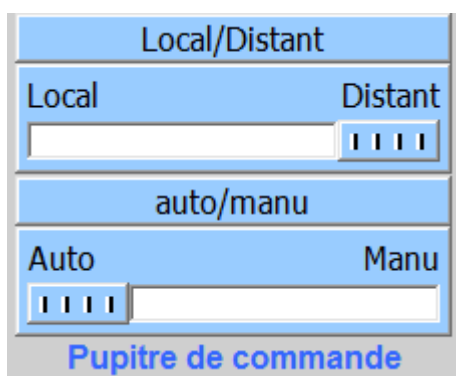 Local/Distant
Local Distant
auto/manu
Auto Manu
Pupitre de commande